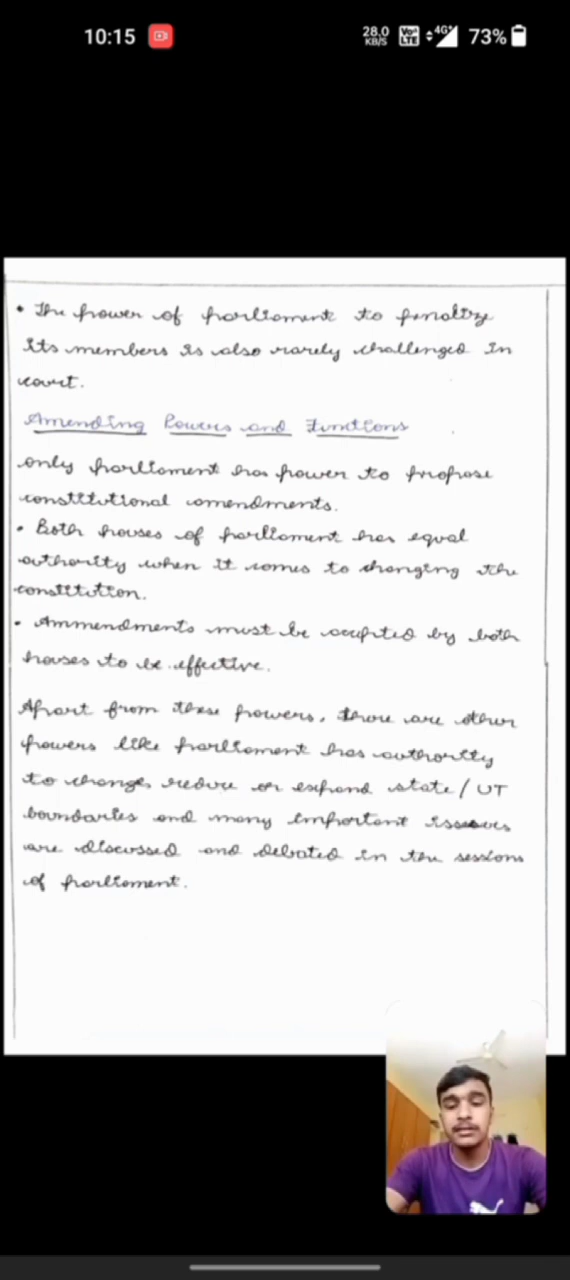 10:15
28.0 KB/S VoLTE 4G+ 73%
• The power of parliament to penalize
its members is also rarely challenged in
court.
Amending Powers and Functions
only parliament has power to propose
constitutional amendments.
• Both houses of parliament has equal
authority when it comes to changing the
constitution.
• Ammendments must be accepted by both
houses to be effective.
Apart from these powers, there are other
powers like parliament has authority
to change, reduce or expand state/UT
boundaries and many important issues
are discussed and debated in the sessions
of parliament.